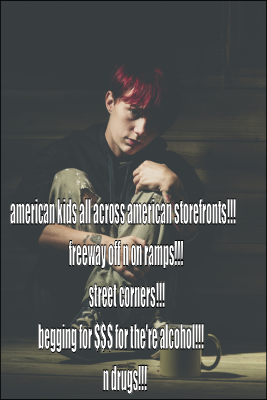 american kids all across american storefronts!!!
freeway off n on ramps!!!
street corners!!!
begging for $$$ for the're alcohol!!!
n drugs!!!